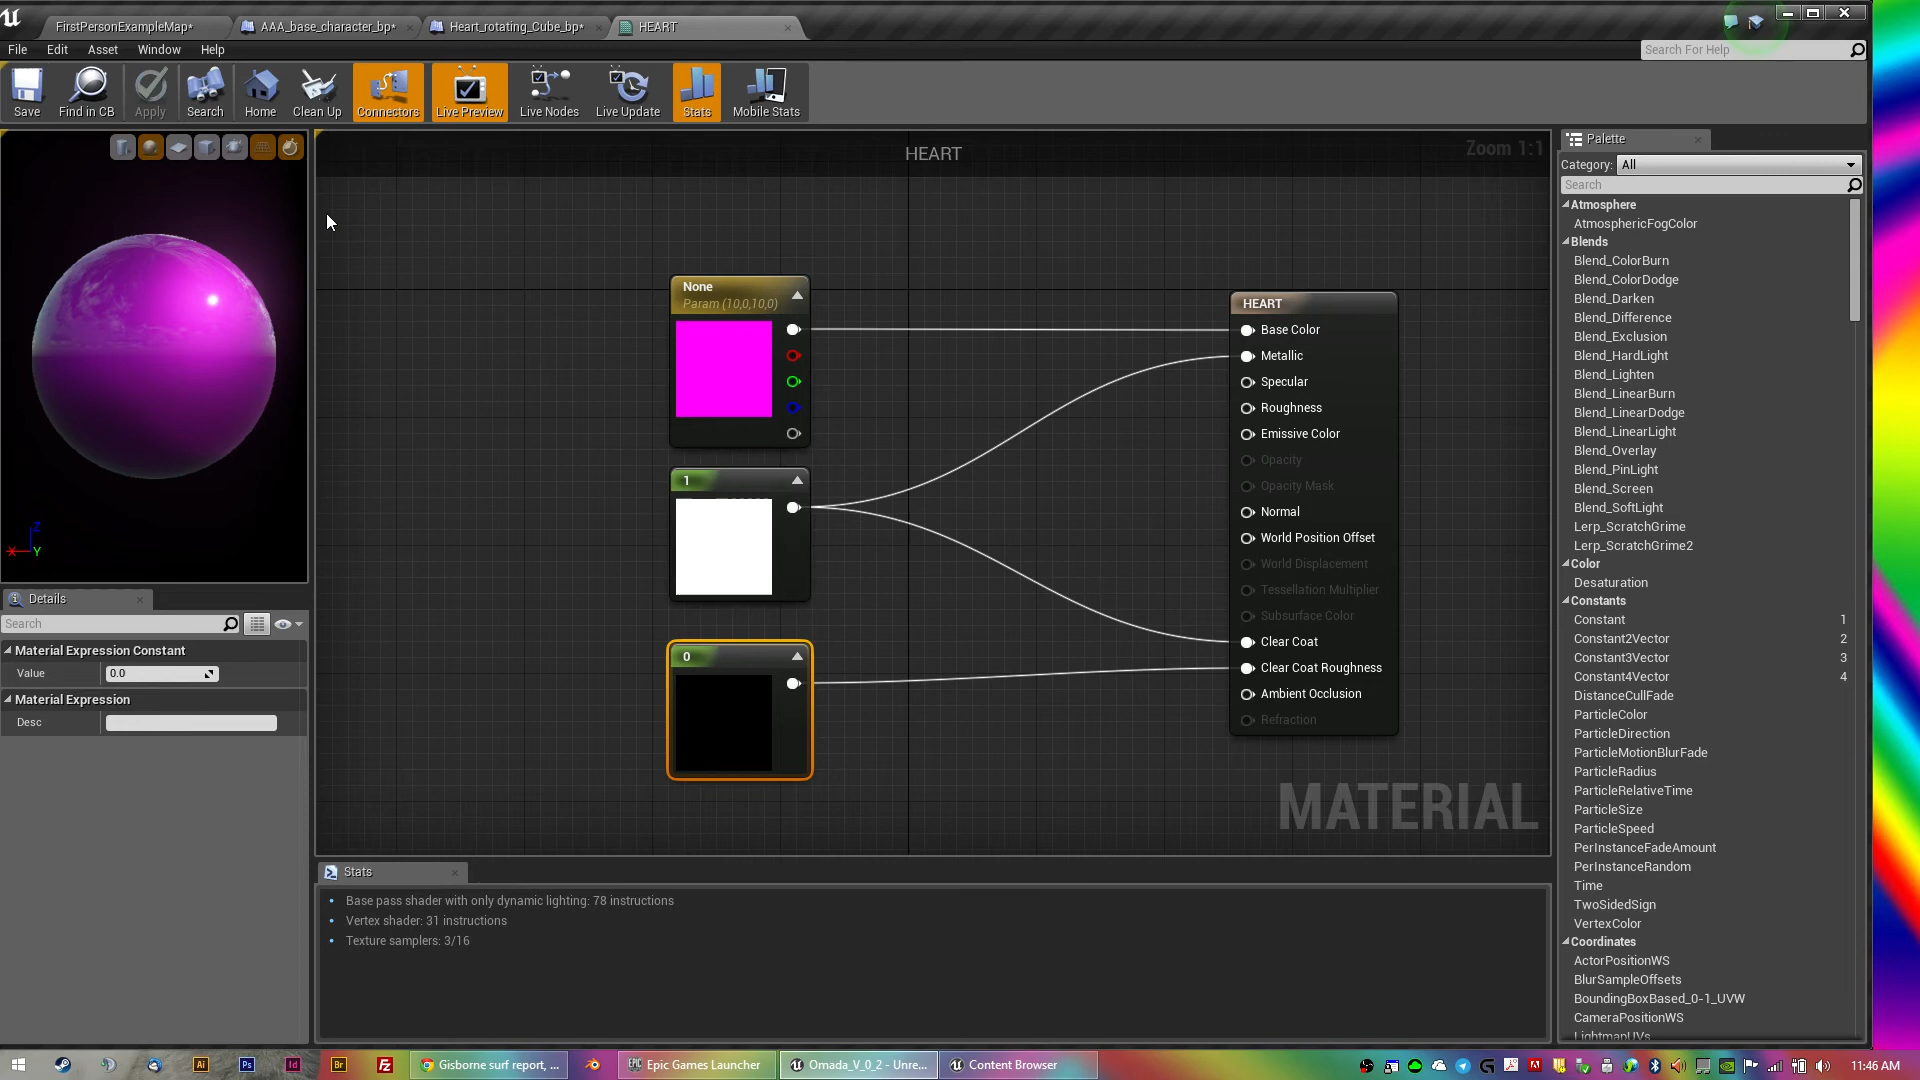 FirstPersonExampleMap*
AAA_base_character_bp*
Heart_rotating_Cube_bp*
HEART
File
Edit
Asset
Window
Help
Search For Help
Save
Find in CB
Apply
Search
Home
Clean Up
Connectors
Live Preview
Live Nodes
Live Update
Stats
Mobile Stats
HEART
Zoom 1:1
Palette
Category:
All
Search
Atmosphere
AtmosphericFogColor
Blends
Blend_ColorBurn
Blend_ColorDodge
Blend_Darken
Blend_Difference
Blend_Exclusion
Blend_HardLight
Blend_Lighten
Blend_LinearBurn
Blend_LinearDodge
Blend_LinearLight
Blend_Overlay
Blend_PinLight
Blend_Screen
Blend_SoftLight
Lerp_ScratchGrime
Lerp_ScratchGrime2
Color
Desaturation
Constants
Constant 1
Constant2Vector 2
Constant3Vector 3
Constant4Vector 4
DistanceCullFade
ParticleColor
ParticleDirection
ParticleMotionBlurFade
ParticleRadius
ParticleRelativeTime
ParticleSize
ParticleSpeed
PerInstanceFadeAmount
PerInstanceRandom
Time
TwoSidedSign
VertexColor
Coordinates
ActorPositionWS
BlurSampleOffsets
BoundingBoxBased_0-1_UVW
CameraPositionWS
LightmapUVs
None
Param (10,0,10,0)
1
0
HEART
Base Color
Metallic
Specular
Roughness
Emissive Color
Opacity
Opacity Mask
Normal
World Position Offset
World Displacement
Tessellation Multiplier
Subsurface Color
Clear Coat
Clear Coat Roughness
Ambient Occlusion
Refraction
MATERIAL
Z
X
Y
Details
Search
Material Expression Constant
Value
0.0
Material Expression
Desc
Stats
Base pass shader with only dynamic lighting: 78 instructions
Vertex shader: 31 instructions
Texture samplers: 3/16
Ai
Ps
Id
Br
Fz
Gisborne surf report, ...
Epic Games Launcher
Omada_V_0_2 - Unre...
Content Browser
11:46 AM